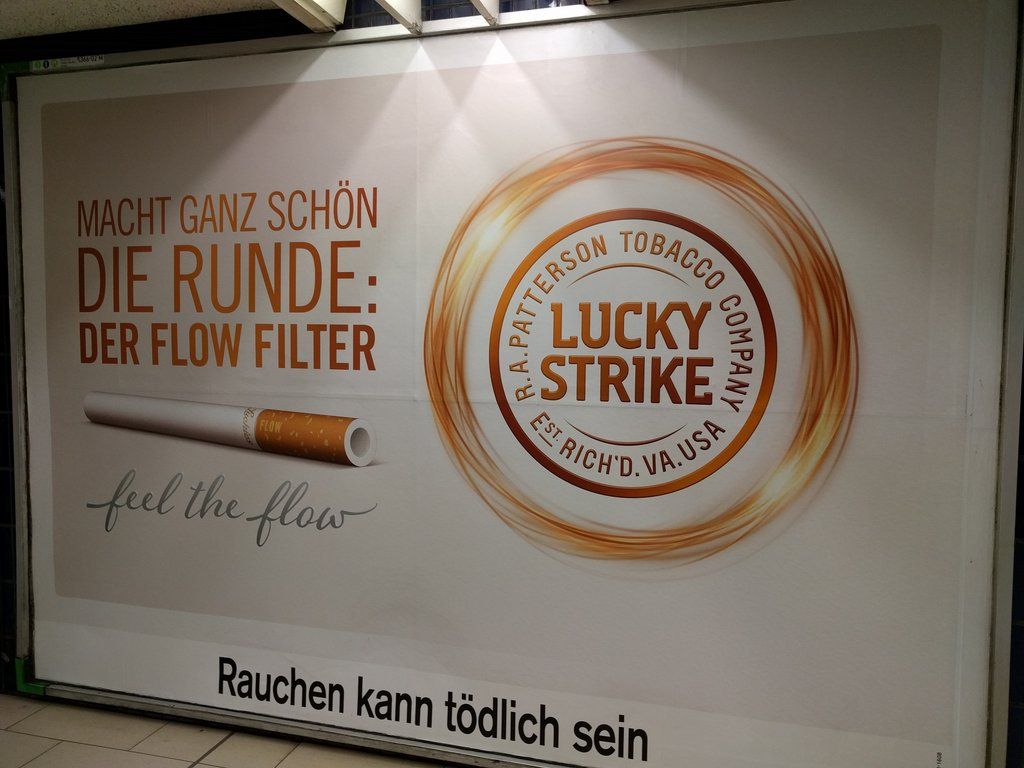 MACHT GANZ SCHÖN
DIE RUNDE:
DER FLOW FILTER
FLOW
feel the flow
R.A.PATTERSON TOBACCO COMPANY
LUCKY
STRIKE
EST. RICH'D. VA. USA
Rauchen kann tödlich sein